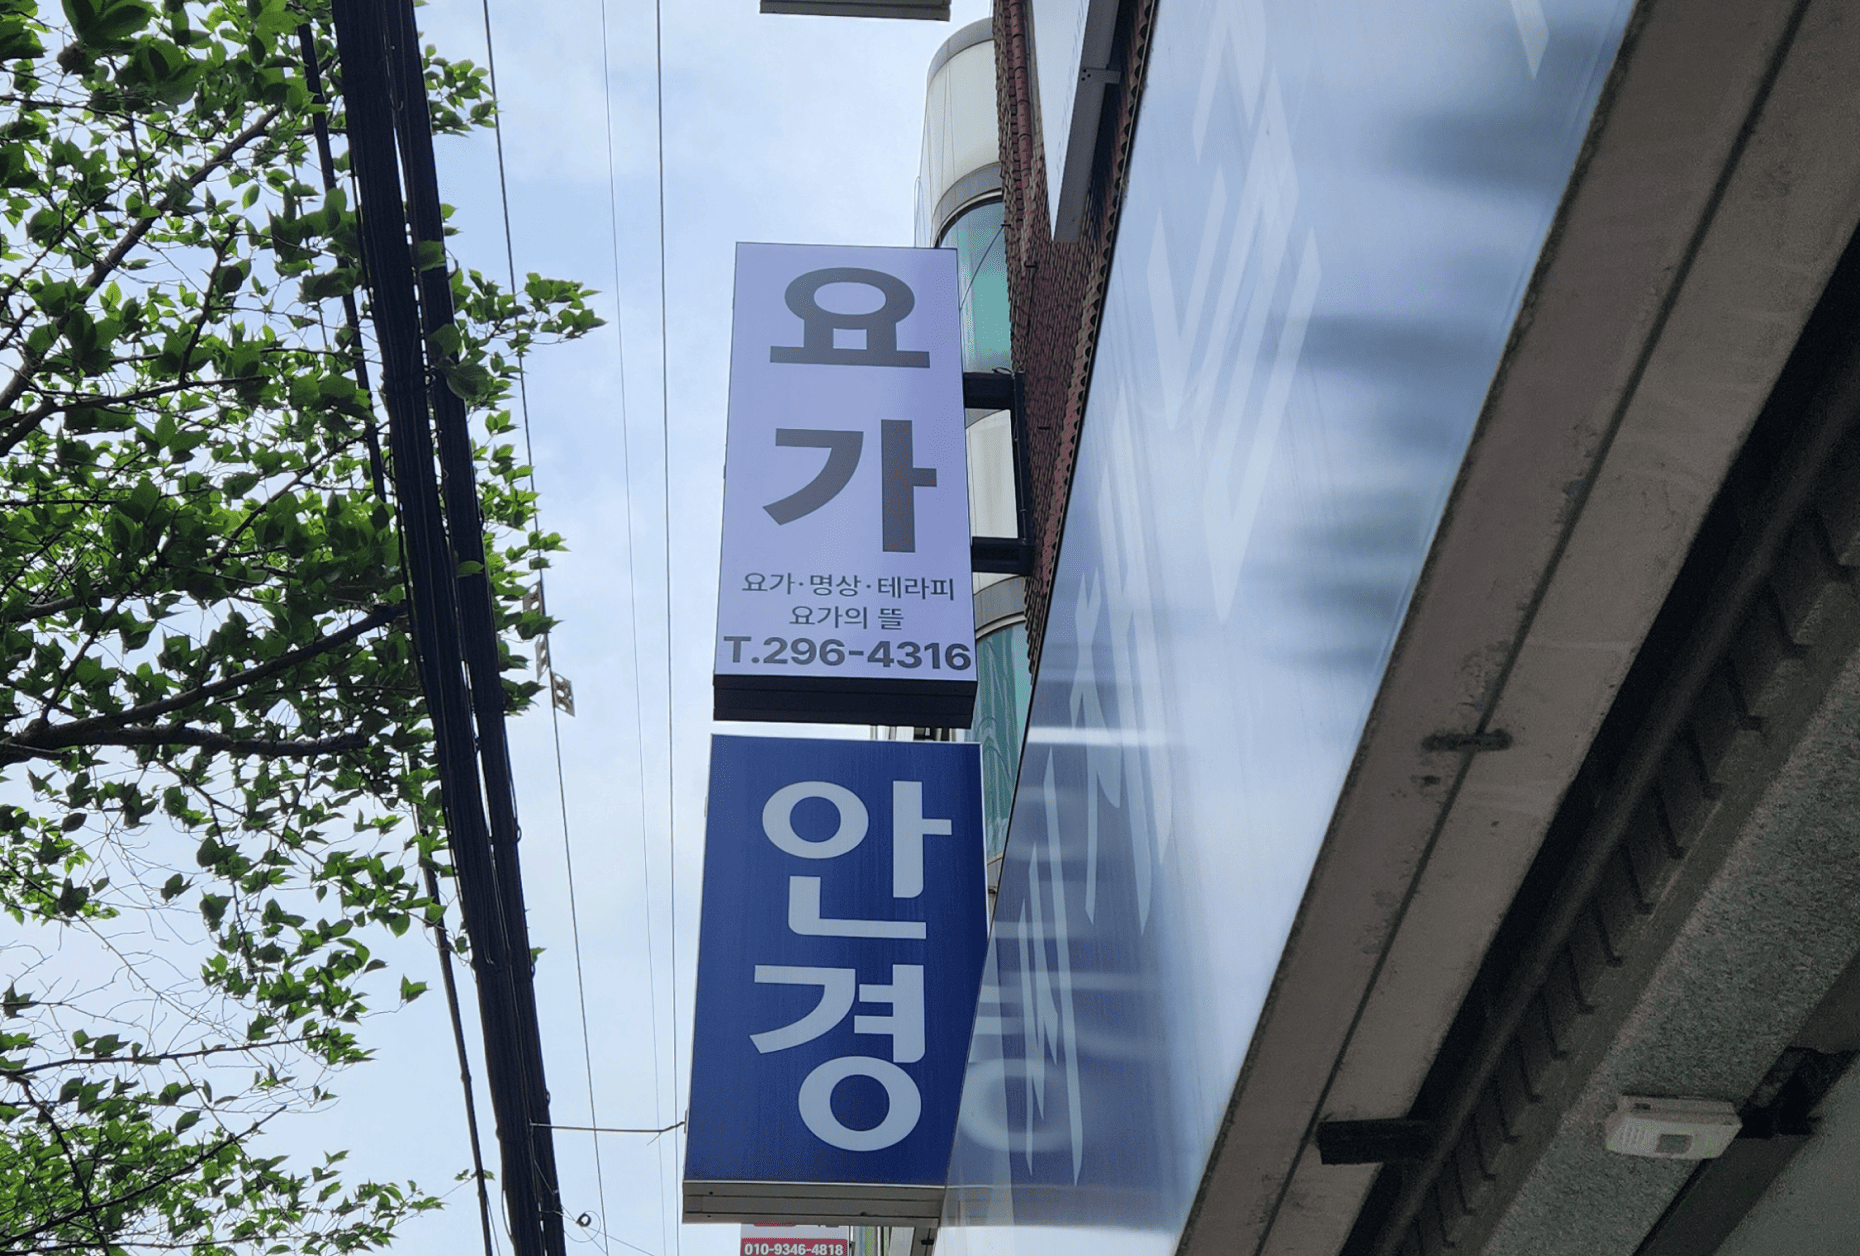 요
가
요가·명상·테라피
요가의 뜰
T.296-4316
안
경
010-9346-4818